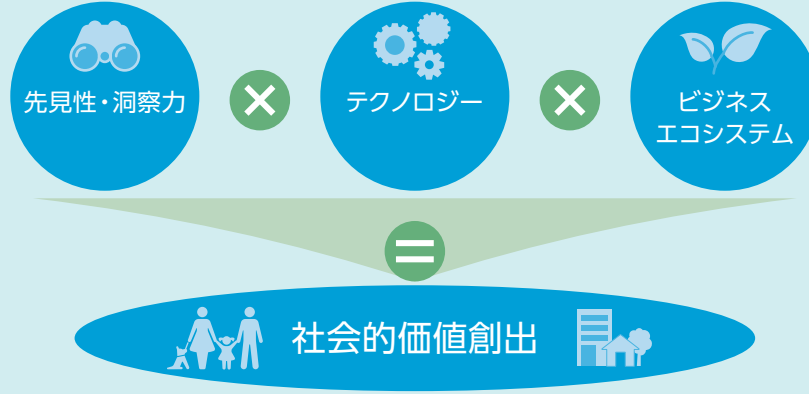 先見性・洞察力
×
テクノロジー
×
ビジネス
エコシステム
=
社会的価値創出